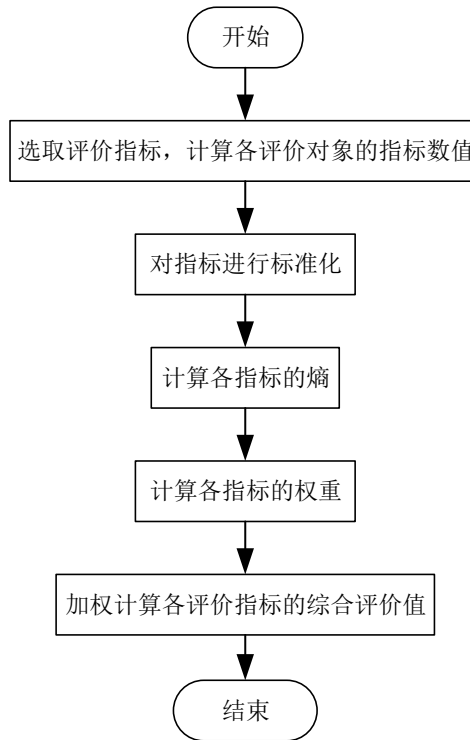 开始
选取评价指标，计算各评价对象的指标数值
对指标进行标准化
计算各指标的熵
计算各指标的权重
加权计算各评价指标的综合评价值
结束